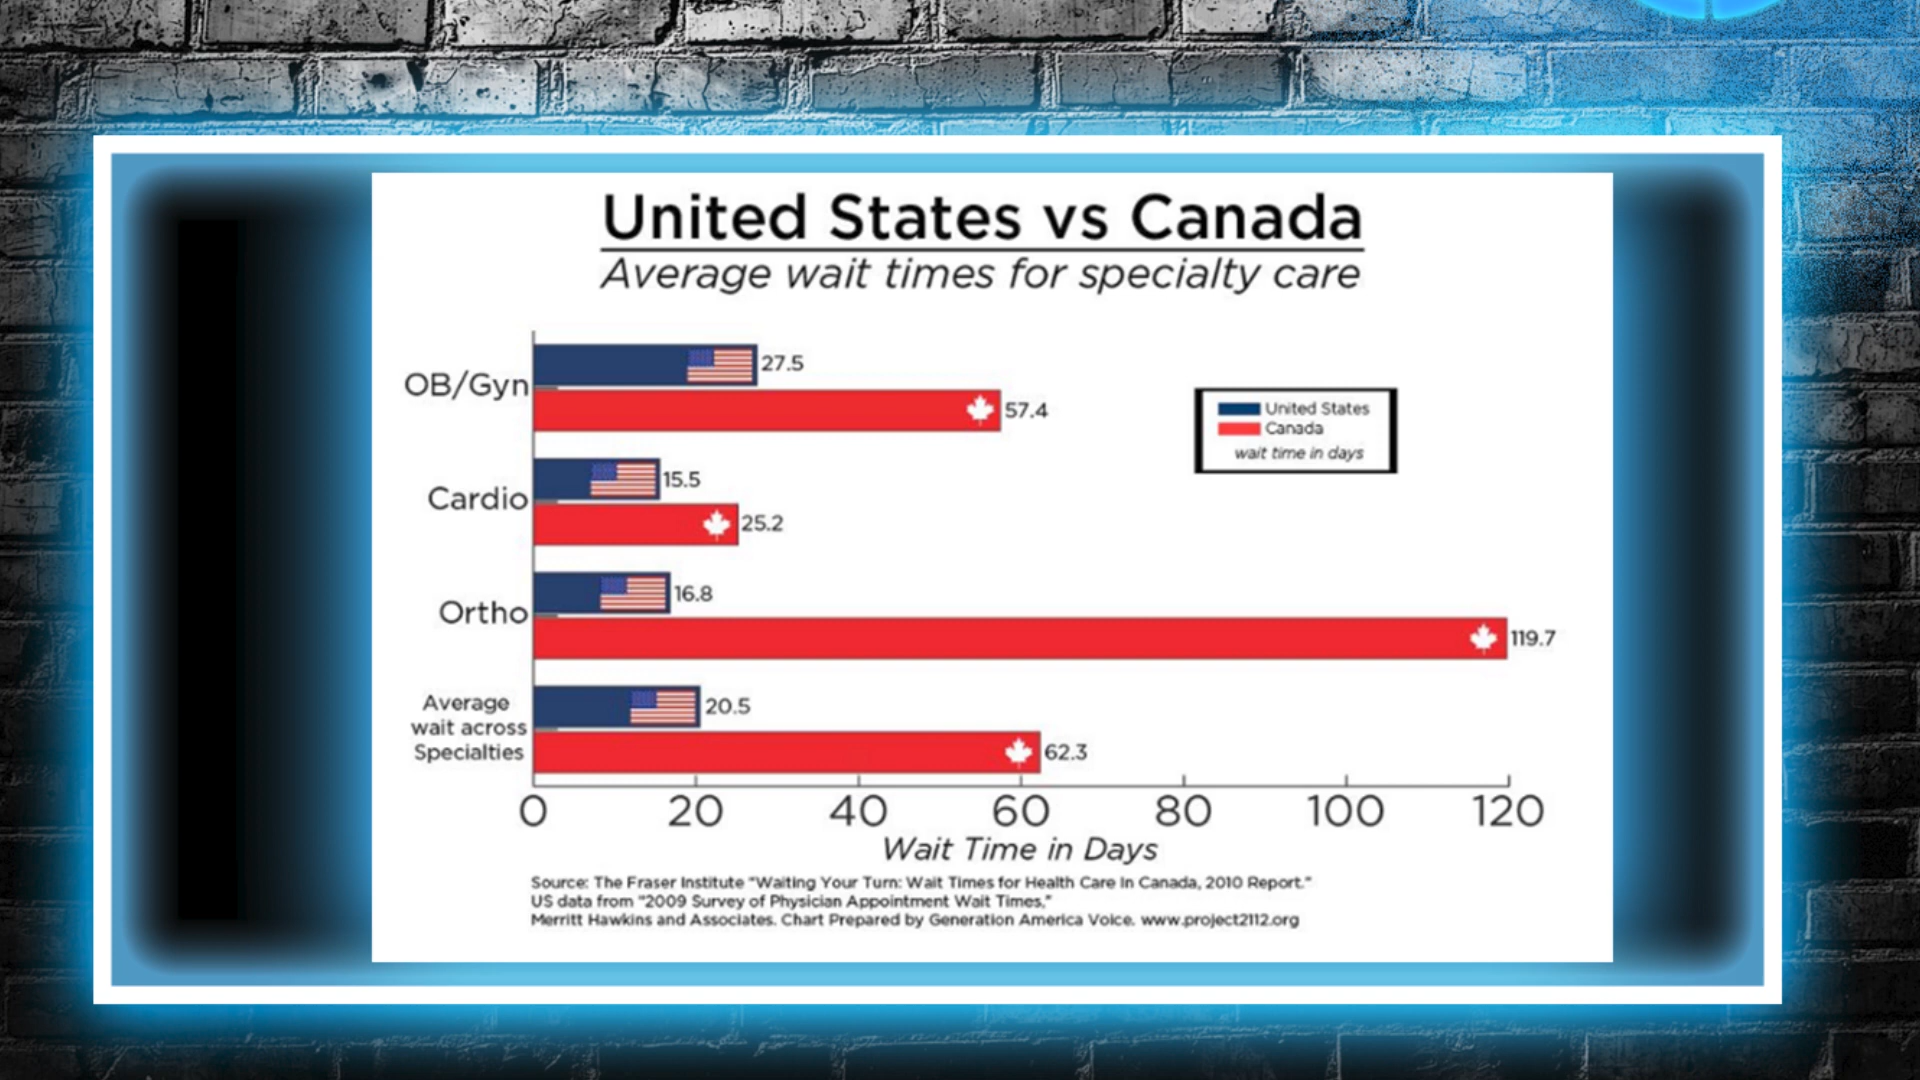 United States vs Canada
Average wait times for specialty care
OB/Gyn
27.5
57.4
United States
Canada
wait time in days
Cardio
15.5
25.2
Ortho
16.8
119.7
Average
wait across
Specialties
20.5
62.3
0 20 40 60 80 100 120
Wait Time in Days
Source: The Fraser Institute "Waiting Your Turn: Wait Times for Health Care In Canada, 2010 Report."
US data from "2009 Survey of Physician Appointment Wait Times,"
Merritt Hawkins and Associates. Chart Prepared by Generation America Voice. www.project2112.org